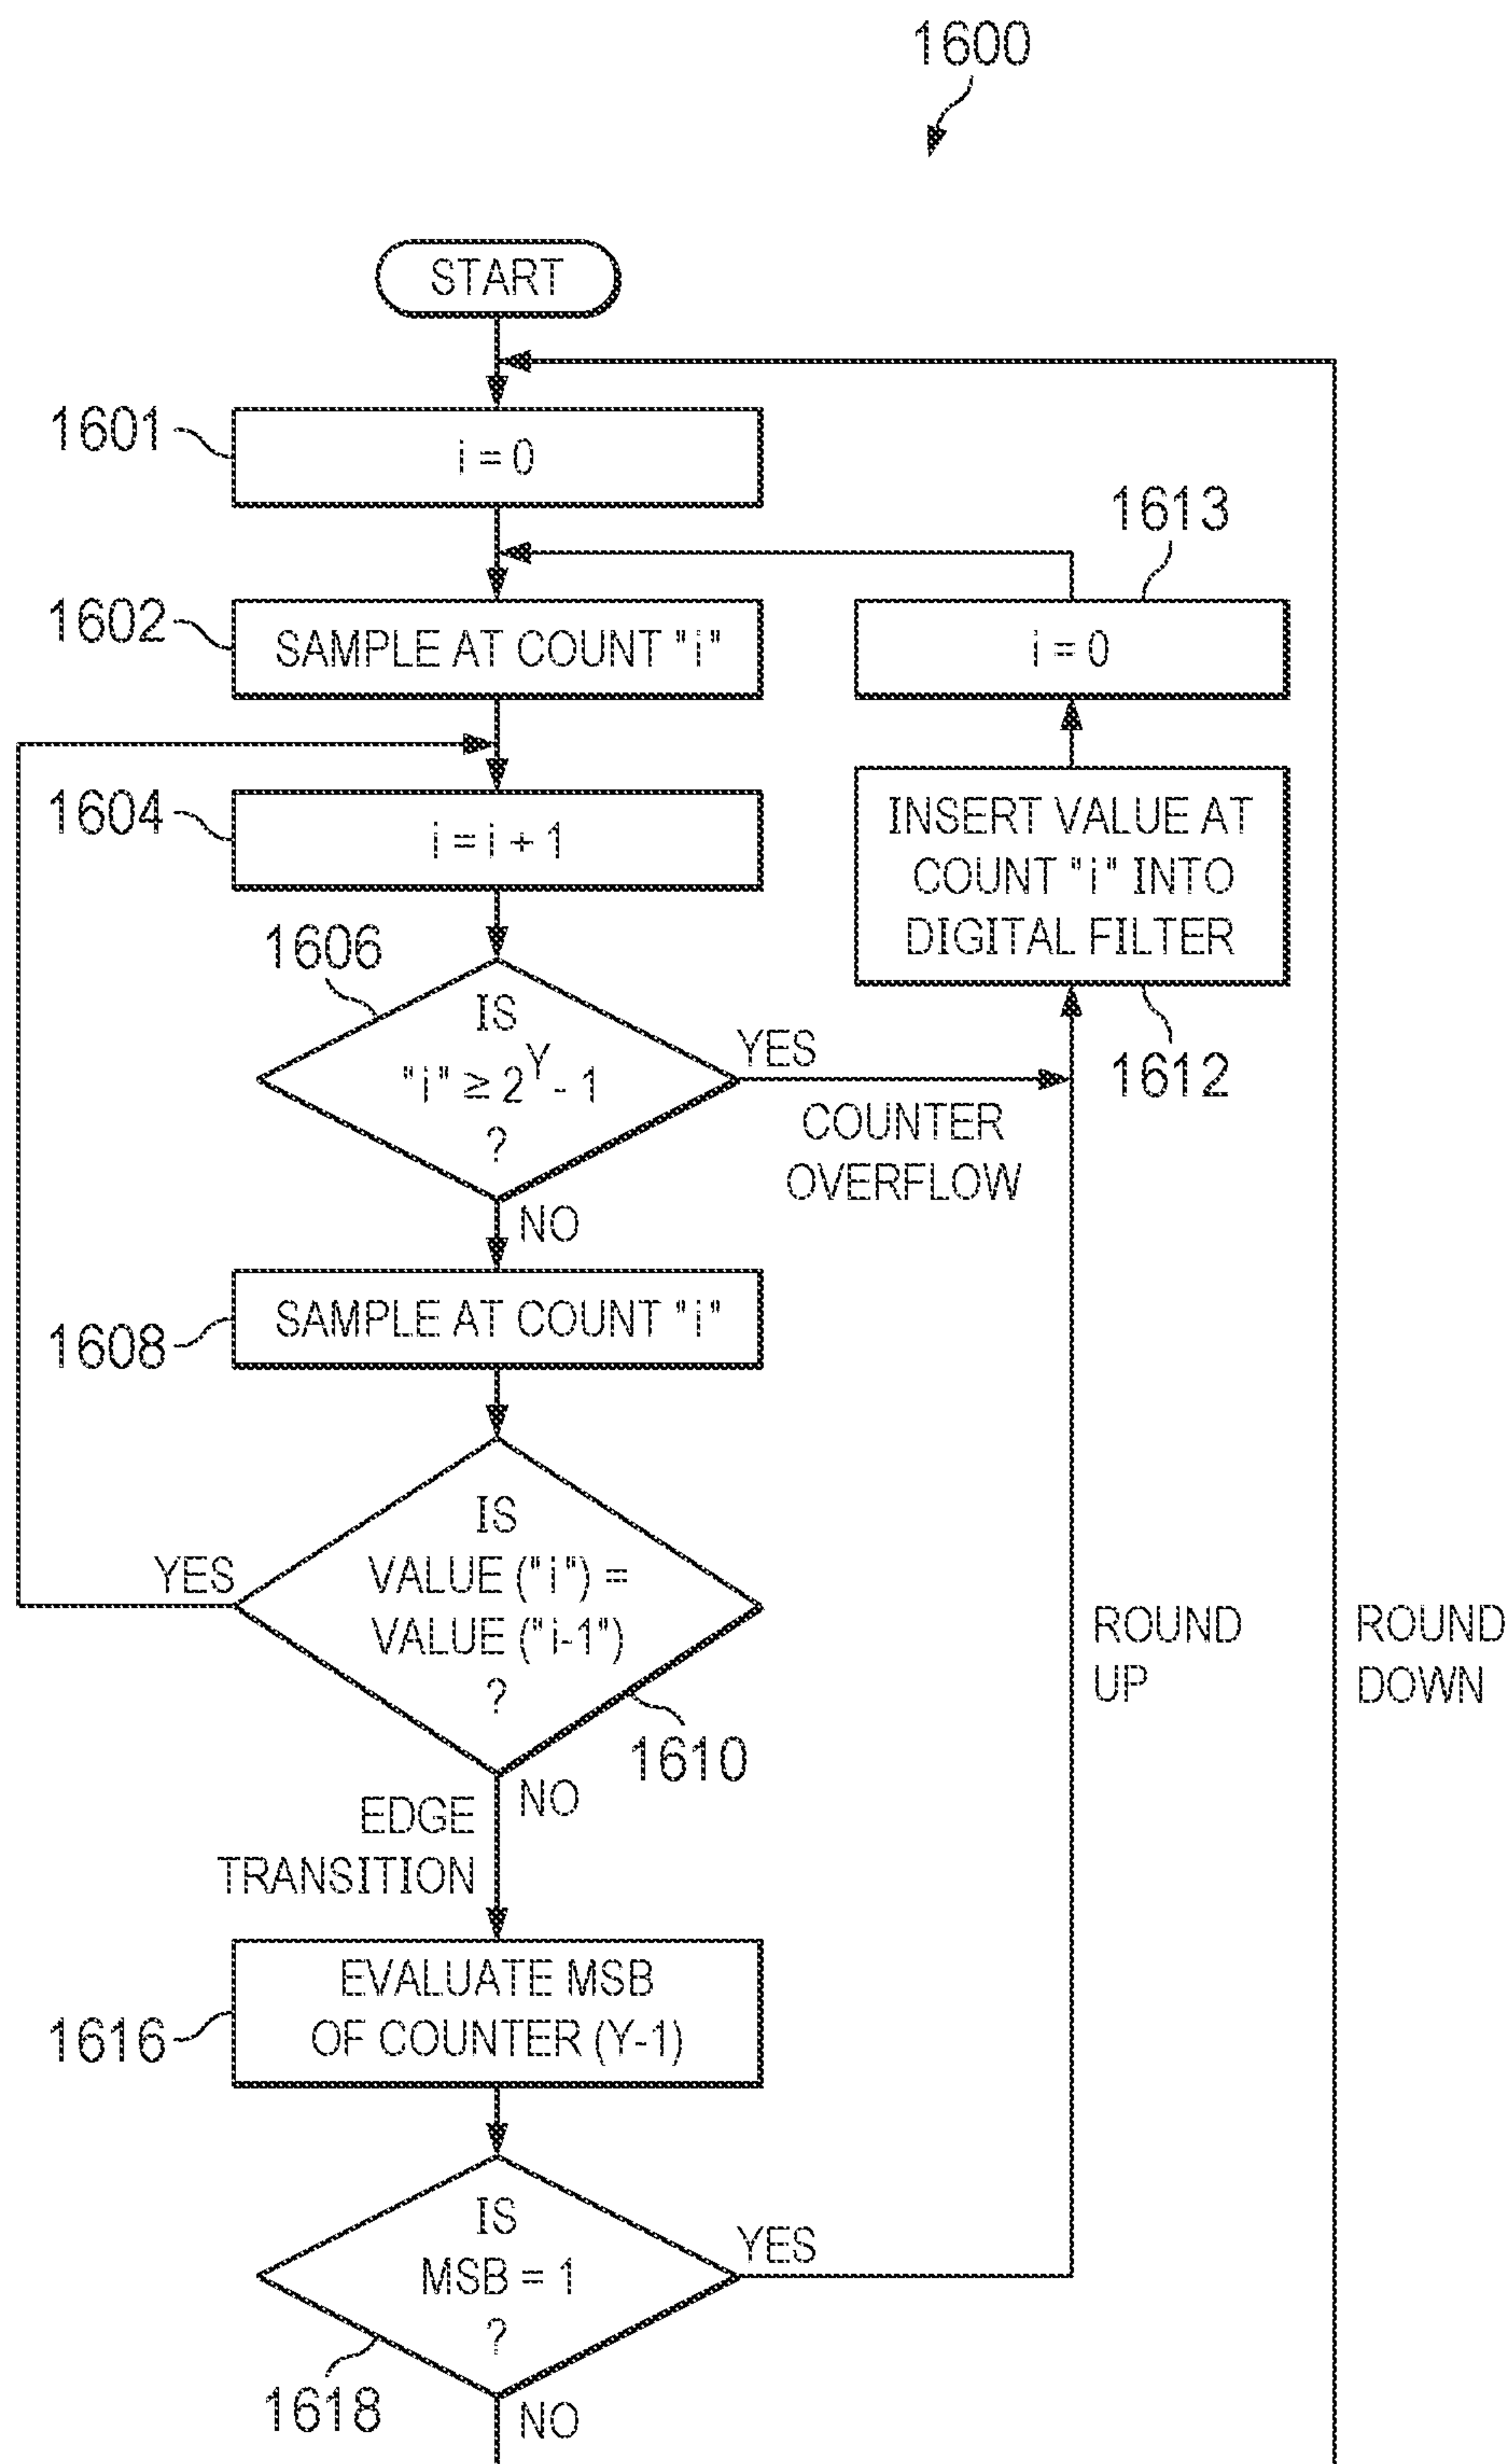 1600
START
1601
i = 0
1613
1602
SAMPLE AT COUNT "i"
i = 0
1604
i = i + 1
INSERT VALUE AT
COUNT "i" INTO
DIGITAL FILTER
1612
1606
IS
"i" ≥ 2^Y - 1
?
YES
COUNTER
OVERFLOW
NO
1608
SAMPLE AT COUNT "i"
IS
VALUE ("i") =
VALUE ("i-1")
?
YES
1610
NO
EDGE
TRANSITION
ROUND
UP
ROUND
DOWN
1616
EVALUATE MSB
OF COUNTER (Y-1)
IS
MSB = 1
?
YES
1618
NO